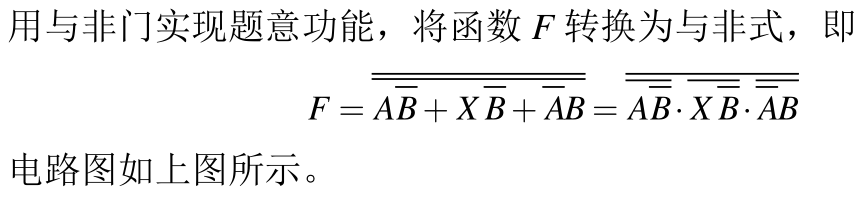 用与非门实现题意功能，将函数 F 转换为与非式，即
$F = \overline{\overline{A\overline{B} + X\overline{B} + \overline{A}B}} = \overline{\overline{A\overline{B}} \cdot \overline{X\overline{B}} \cdot \overline{\overline{A}B}}$
电路图如上图所示。